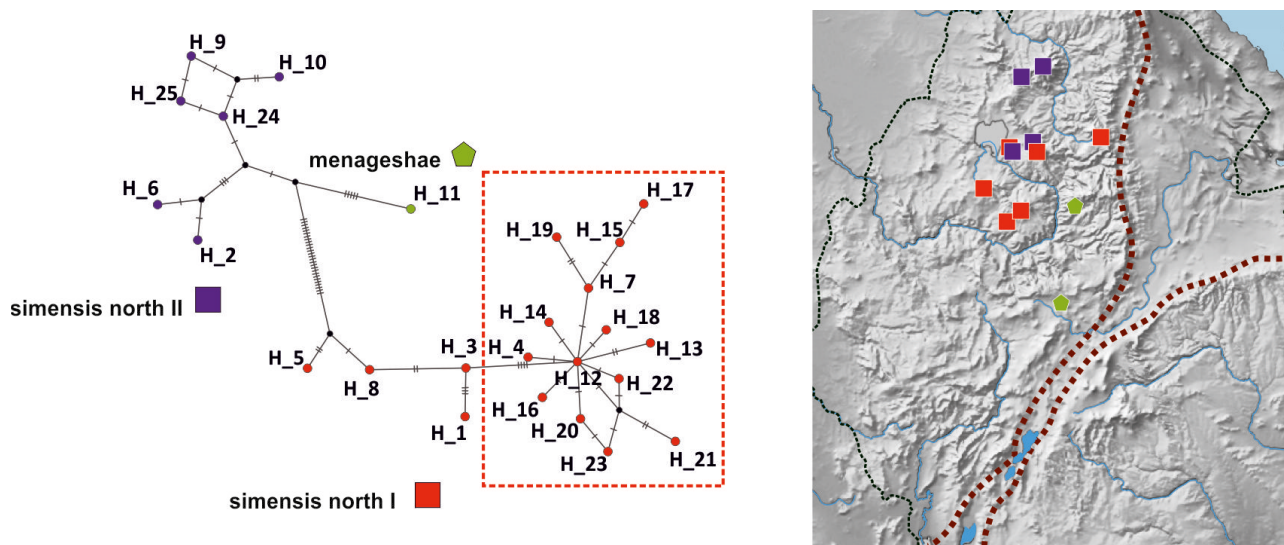 H_9
H_10
H_25
H_24
menageshae
H_6
H_11
H_17
H_2
H_19
H_15
H_7
simensis north II
H_14
H_18
H_3
H_4
H_13
H_5
H_8
H_12
H_22
H_16
H_1
H_20
H_21
H_23
simensis north I